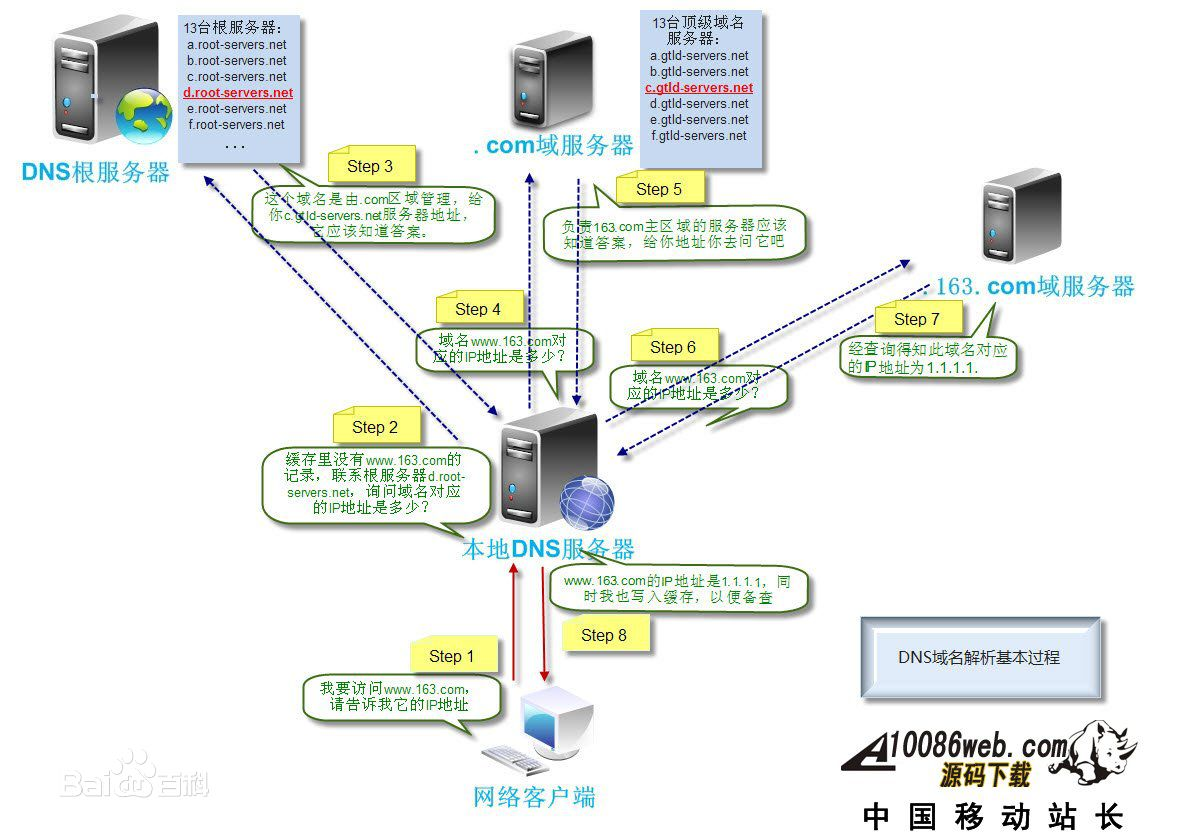 13台根服务器：
a.root-servers.net
b.root-servers.net
c.root-servers.net
d.root-servers.net
e.root-servers.net
f.root-servers.net
...
DNS根服务器
13台顶级域名
服务器：
a.gtld-servers.net
b.gtld-servers.net
c.gtld-servers.net
d.gtld-servers.net
e.gtld-servers.net
f.gtld-servers.net
.com域服务器
Step 3
这个域名是由.com区域管理，给
你c.gtld-servers.net服务器地址，
它应该知道答案。
Step 5
负责163.com主区域的服务器应该
知道答案，给你地址你去问它吧
.163.com域服务器
Step 4
域名www.163.com对
应的IP地址是多少？
Step 6
域名www.163.com对
应的IP地址是多少？
Step 7
经查询得知此域名对应
的IP地址为1.1.1.1.
Step 2
缓存里没有www.163.com的
记录，联系根服务器d.root-
servers.net，询问域名对应
的IP地址是多少？
本地DNS服务器
www.163.com的IP地址是1.1.1.1，同
时我也写入缓存，以便备查
Step 8
Step 1
我要访问www.163.com，
请告诉我它的IP地址
网络客户端
DNS域名解析基本过程
A10086web.com
源码下载
中国移动站长
Bai百科